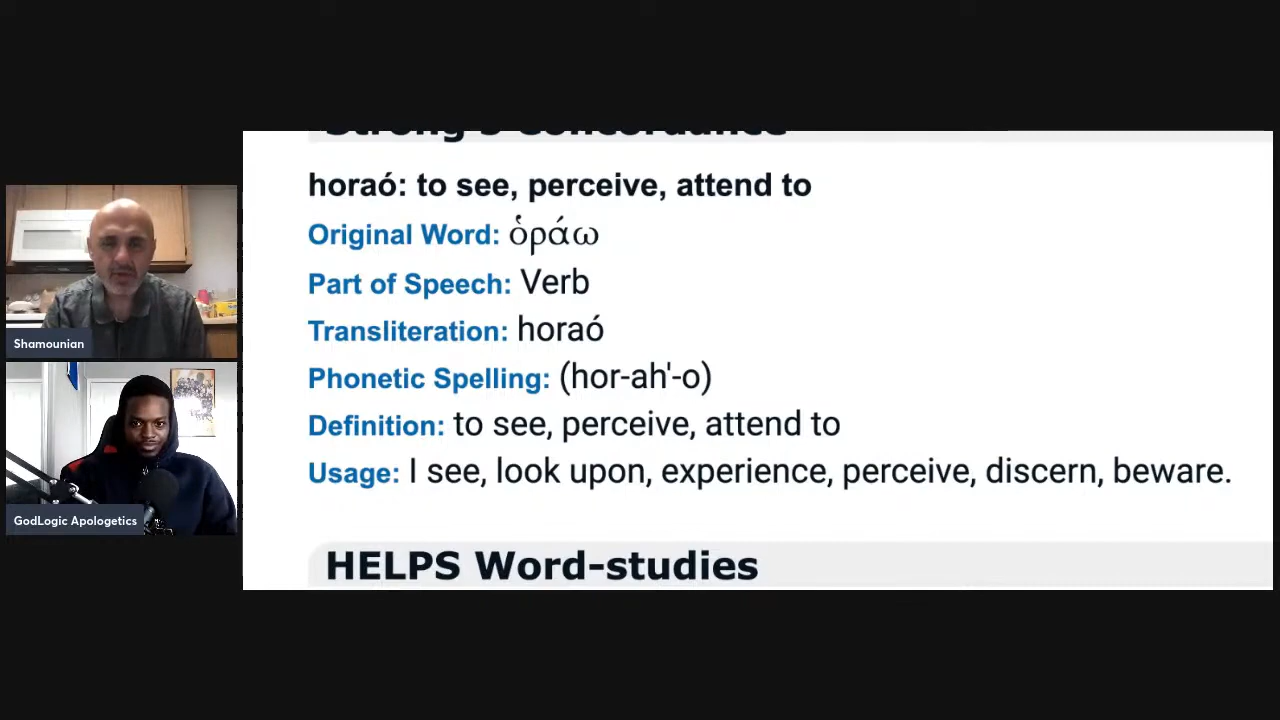 Strong's Concordance
horaó: to see, perceive, attend to
Original Word: ὁράω
Part of Speech: Verb
Transliteration: horaó
Phonetic Spelling: (hor-ah'-o)
Definition: to see, perceive, attend to
Usage: I see, look upon, experience, perceive, discern, beware.
HELPS Word-studies
Shamounian
GodLogic Apologetics